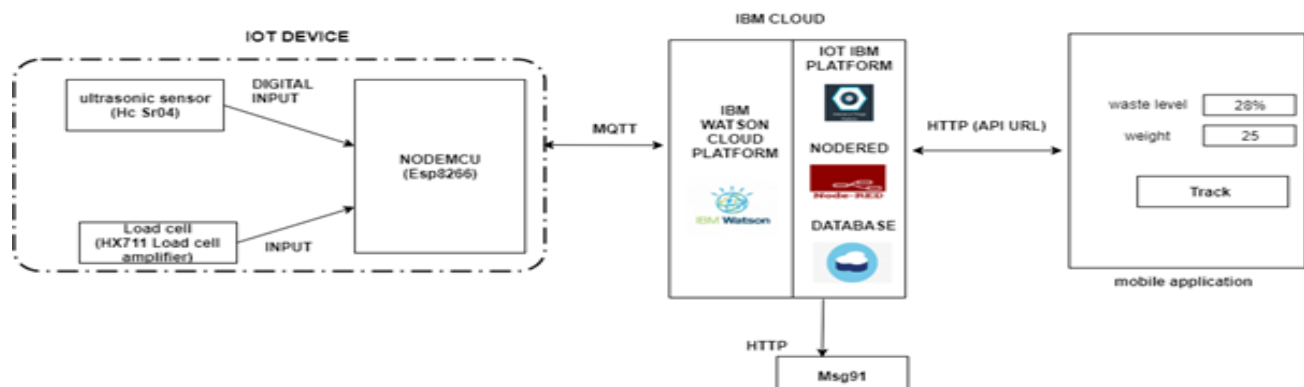 IOT DEVICE
ultrasonic sensor
(Hc Sr04)
DIGITAL
INPUT
NODEMCU
(Esp8266)
Load cell
(HX711 Load cell
amplifier)
INPUT
MQTT
IBM CLOUD
IBM
WATSON
CLOUD
PLATFORM
IBM Watson
IOT IBM
PLATFORM
NODERED
Node-RED
DATABASE
HTTP
Msg91
HTTP (API URL)
waste level
28%
weight
25
Track
mobile application